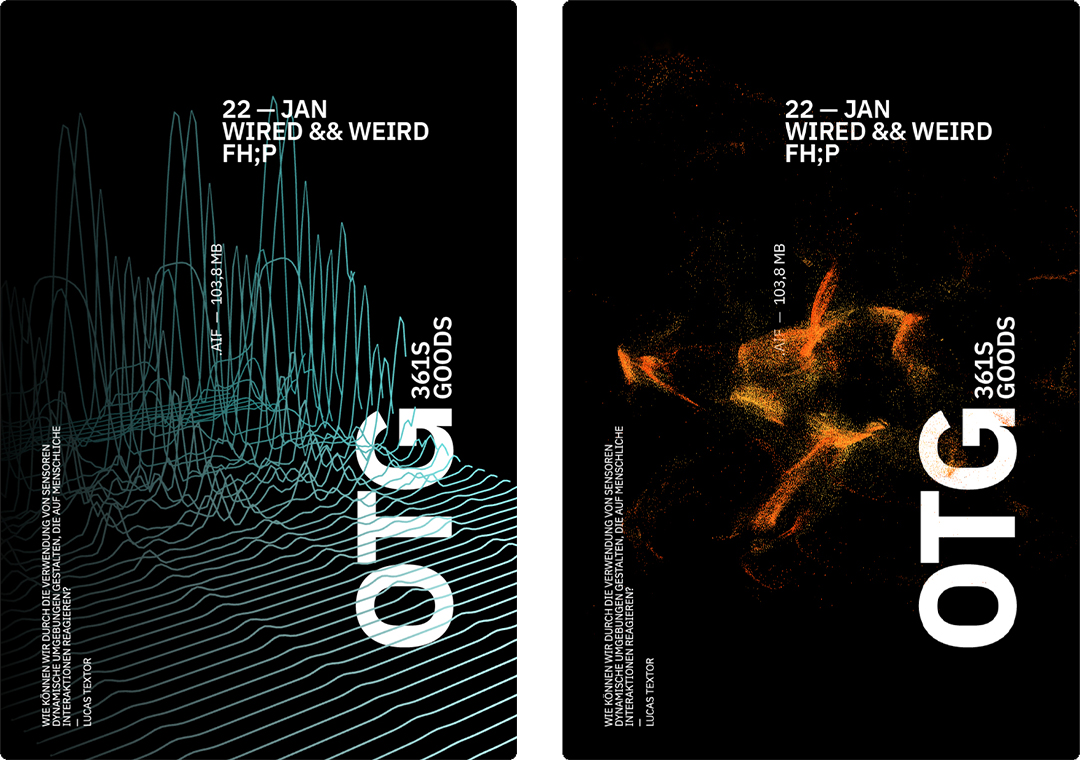 22 — JAN
WIRED && WEIRD
FH;P
.AIF — 103,8 MB
361S
GOODS
OTG
WIE KÖNNEN WIR DURCH DIE VERWENDUNG VON SENSOREN
DYNAMISCHE UMGEBUNGEN GESTALTEN, DIE AUF MENSCHLICHE
INTERAKTIONEN REAGIEREN?
—
LUCAS TEXTOR
22 — JAN
WIRED && WEIRD
FH;P
.AIF — 103,8 MB
361S
GOODS
OTG
WIE KÖNNEN WIR DURCH DIE VERWENDUNG VON SENSOREN
DYNAMISCHE UMGEBUNGEN GESTALTEN, DIE AUF MENSCHLICHE
INTERAKTIONEN REAGIEREN?
—
LUCAS TEXTOR